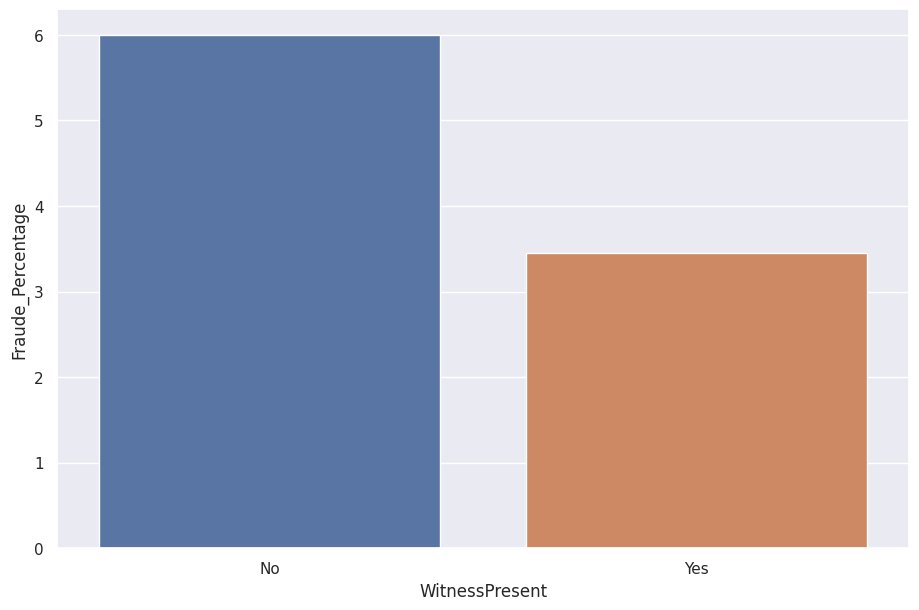 Fraude_Percentage
6
5
4
3
2
1
0
No
Yes
WitnessPresent